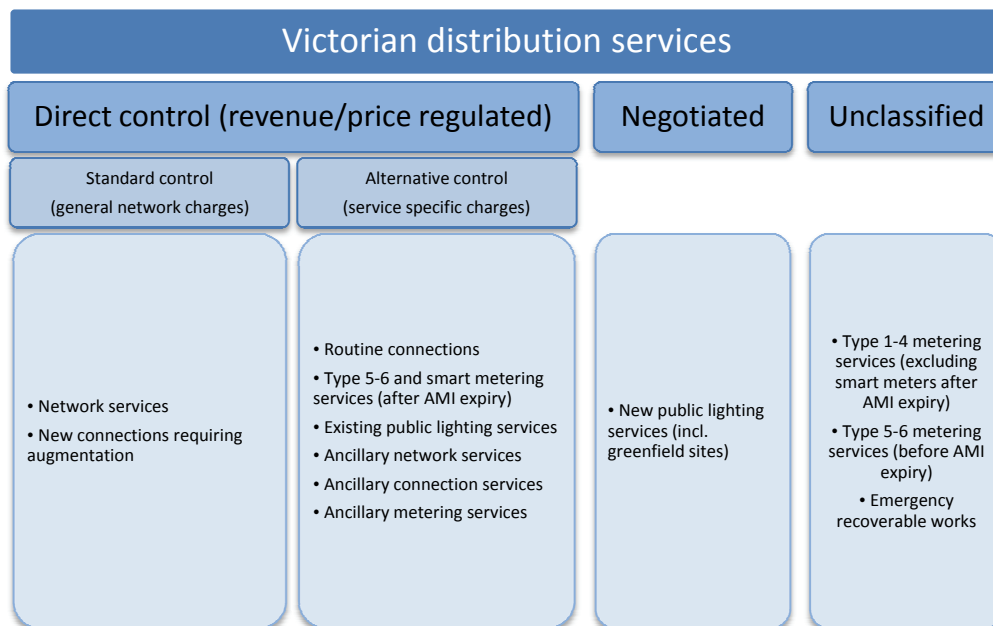 Victorian distribution services
Direct control (revenue/price regulated)
Negotiated
Unclassified
Standard control
(general network charges)
Alternative control
(service specific charges)
• Network services
• New connections requiring
augmentation
• Routine connections
• Type 5-6 and smart metering
services (after AMI expiry)
• Existing public lighting services
• Ancillary network services
• Ancillary connection services
• Ancillary metering services
• New public lighting
services (incl.
greenfield sites)
• Type 1-4 metering
services (excluding
smart meters after
AMI expiry)
• Type 5-6 metering
services (before AMI
expiry)
• Emergency
recoverable works